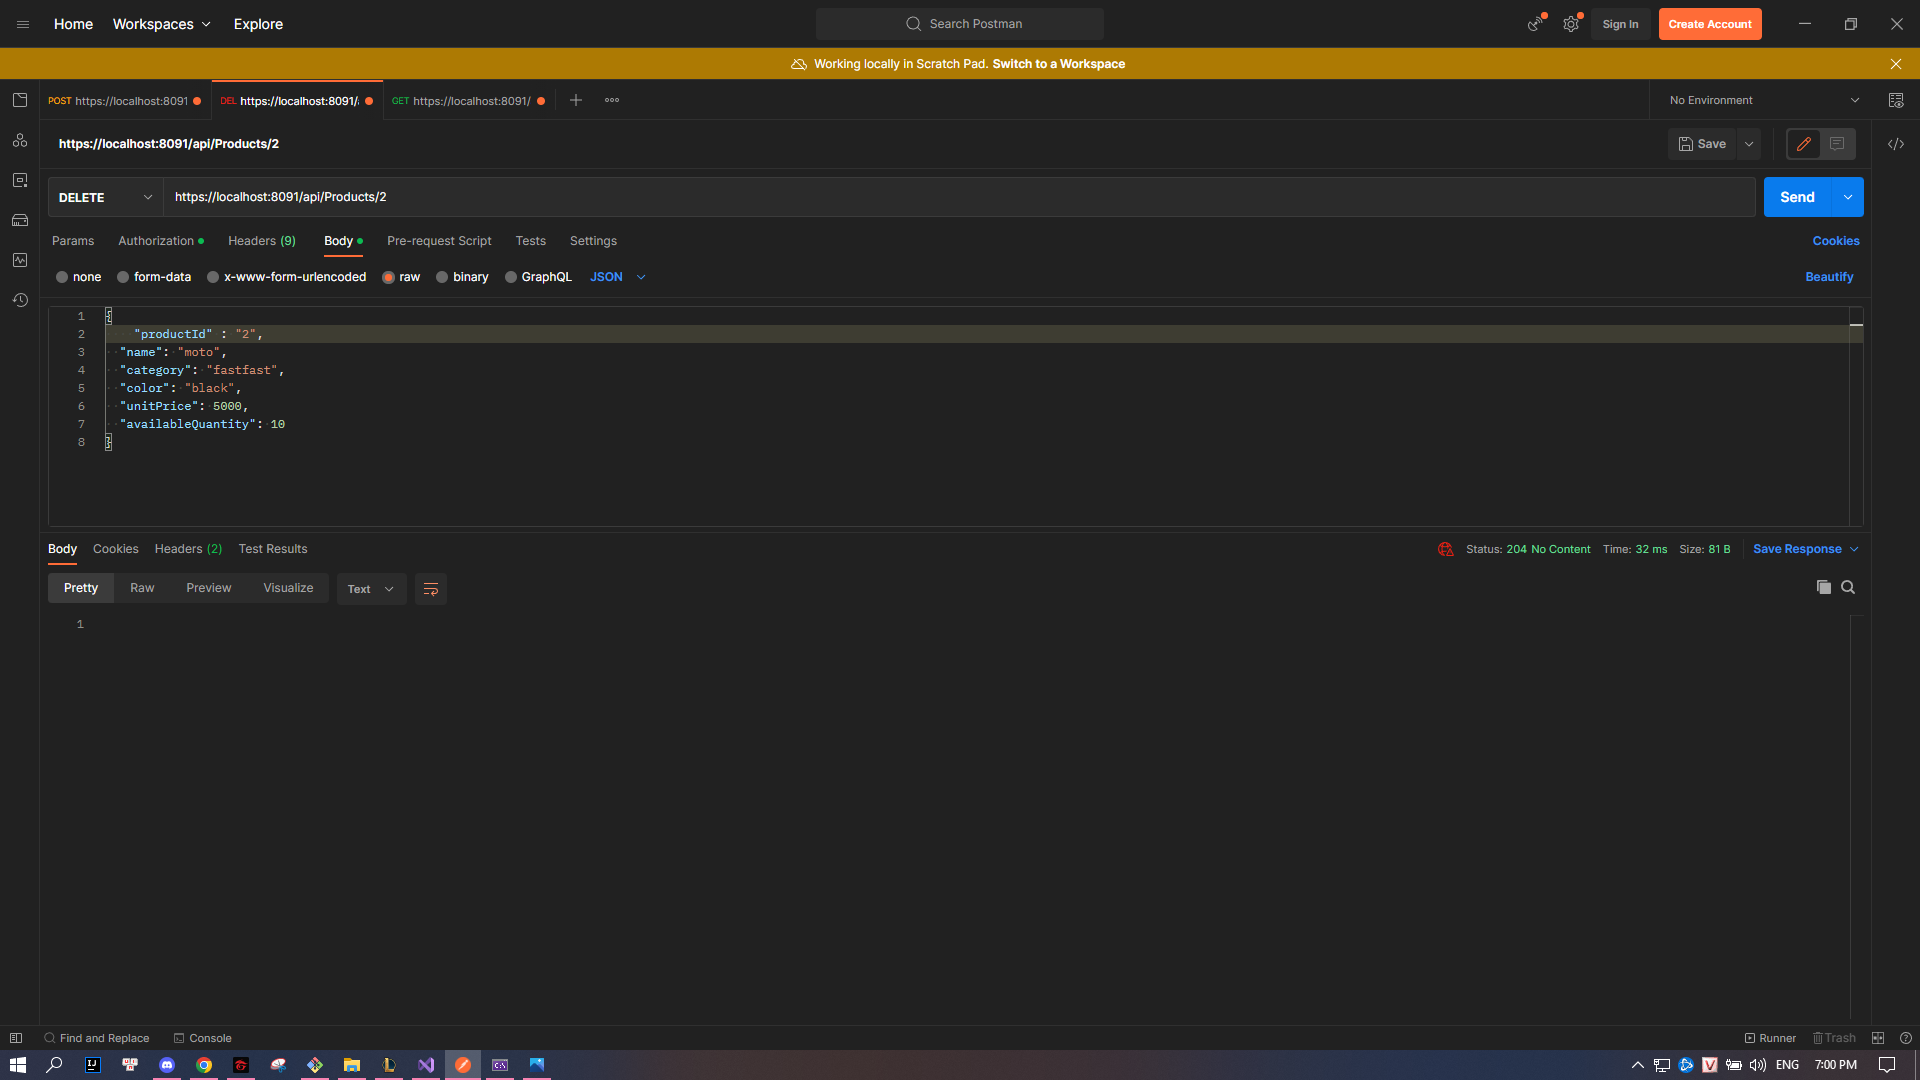 Home Workspaces Explore Search Postman Sign In Create Account
Working locally in Scratch Pad. Switch to a Workspace
POST https://localhost:8091 DEL https://localhost:8091/ GET https://localhost:8091/ No Environment
https://localhost:8091/api/Products/2 Save
DELETE https://localhost:8091/api/Products/2 Send
Params Authorization Headers (9) Body Pre-request Script Tests Settings Cookies
none form-data x-www-form-urlencoded raw binary GraphQL JSON Beautify
1 {
2 "productId" : "2",
3 "name": "moto",
4 "category": "fastfast",
5 "color": "black",
6 "unitPrice": 5000,
7 "availableQuantity": 10
8 }
Body Cookies Headers (2) Test Results Status: 204 No Content Time: 32 ms Size: 81 B Save Response
Pretty Raw Preview Visualize Text
1
Find and Replace Console Runner Trash
ENG 7:00 PM